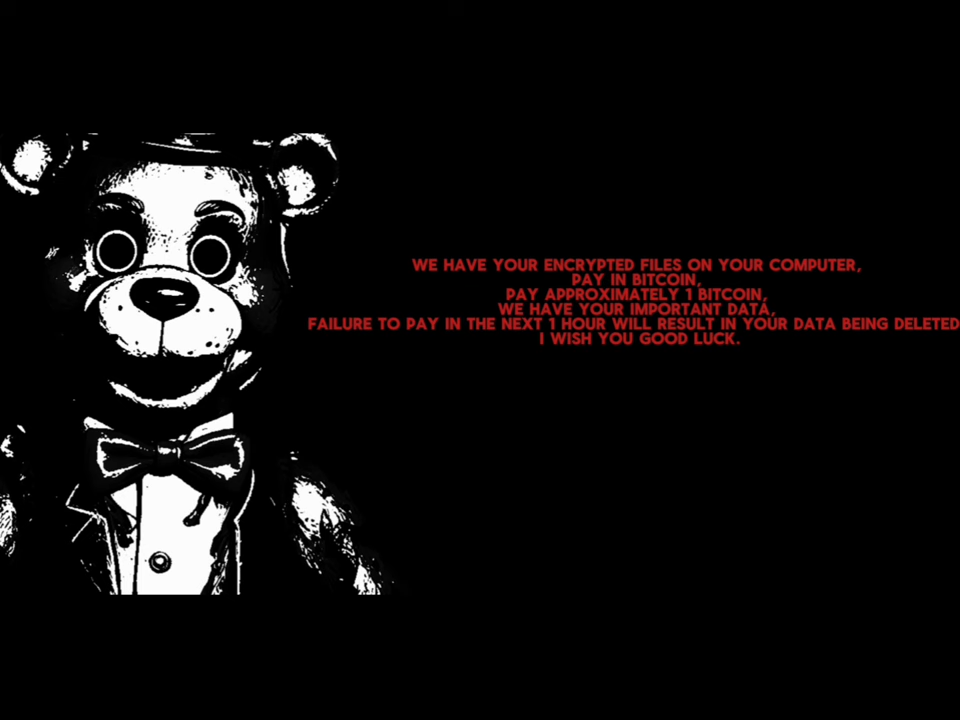 WE HAVE YOUR ENCRYPTED FILES ON YOUR COMPUTER,
PAY IN BITCOIN,
PAY APPROXIMATELY 1 BITCOIN,
WE HAVE YOUR IMPORTANT DATA,
FAILURE TO PAY IN THE NEXT 1 HOUR WILL RESULT IN YOUR DATA BEING DELETED
I WISH YOU GOOD LUCK.